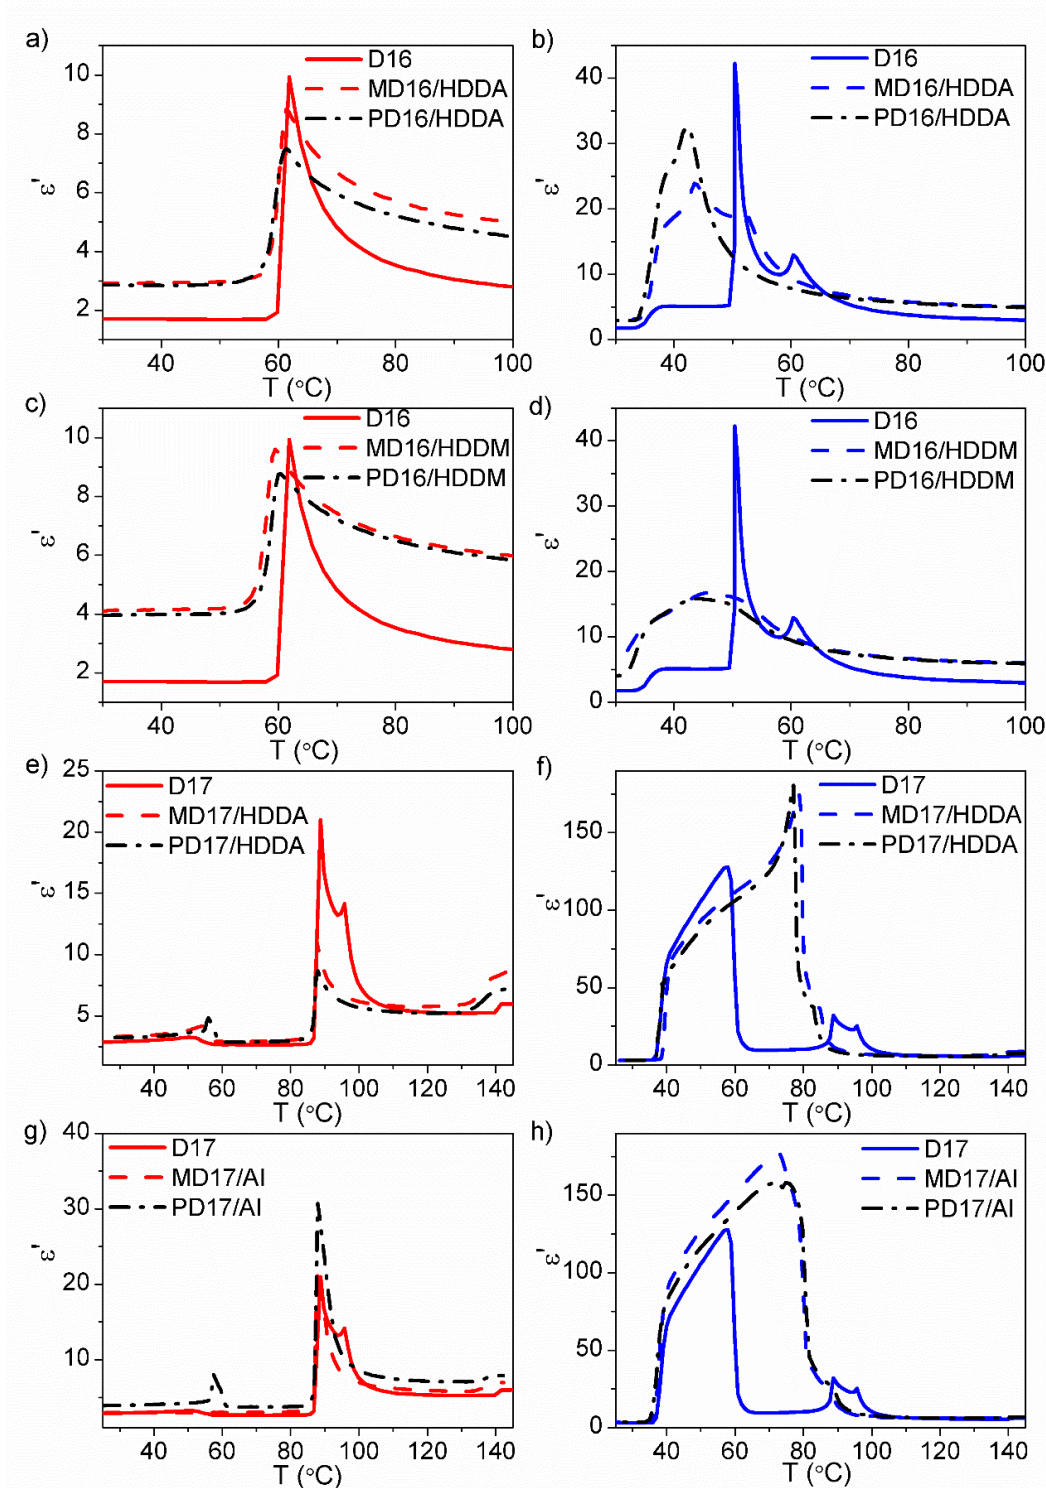 a)
D16
MD16/HDDA
PD16/HDDA
10
8
6
4
2
ε'
40
60
80
100
T (°C)
b)
D16
MD16/HDDA
PD16/HDDA
40
30
20
10
0
ε'
40
60
80
100
T (°C)
c)
D16
MD16/HDDM
PD16/HDDM
10
8
6
4
2
ε'
40
60
80
100
T (°C)
d)
D16
MD16/HDDM
PD16/HDDM
40
30
20
10
0
ε'
40
60
80
100
T (°C)
e)
D17
MD17/HDDA
PD17/HDDA
25
20
15
10
5
ε'
40
60
80
100
120
140
T (°C)
f)
D17
MD17/HDDA
PD17/HDDA
150
100
50
0
ε'
40
60
80
100
120
140
T (°C)
g)
D17
MD17/AI
PD17/AI
40
30
20
10
ε'
40
60
80
100
120
140
T (°C)
h)
D17
MD17/AI
PD17/AI
150
100
50
0
ε'
40
60
80
100
120
140
T (°C)